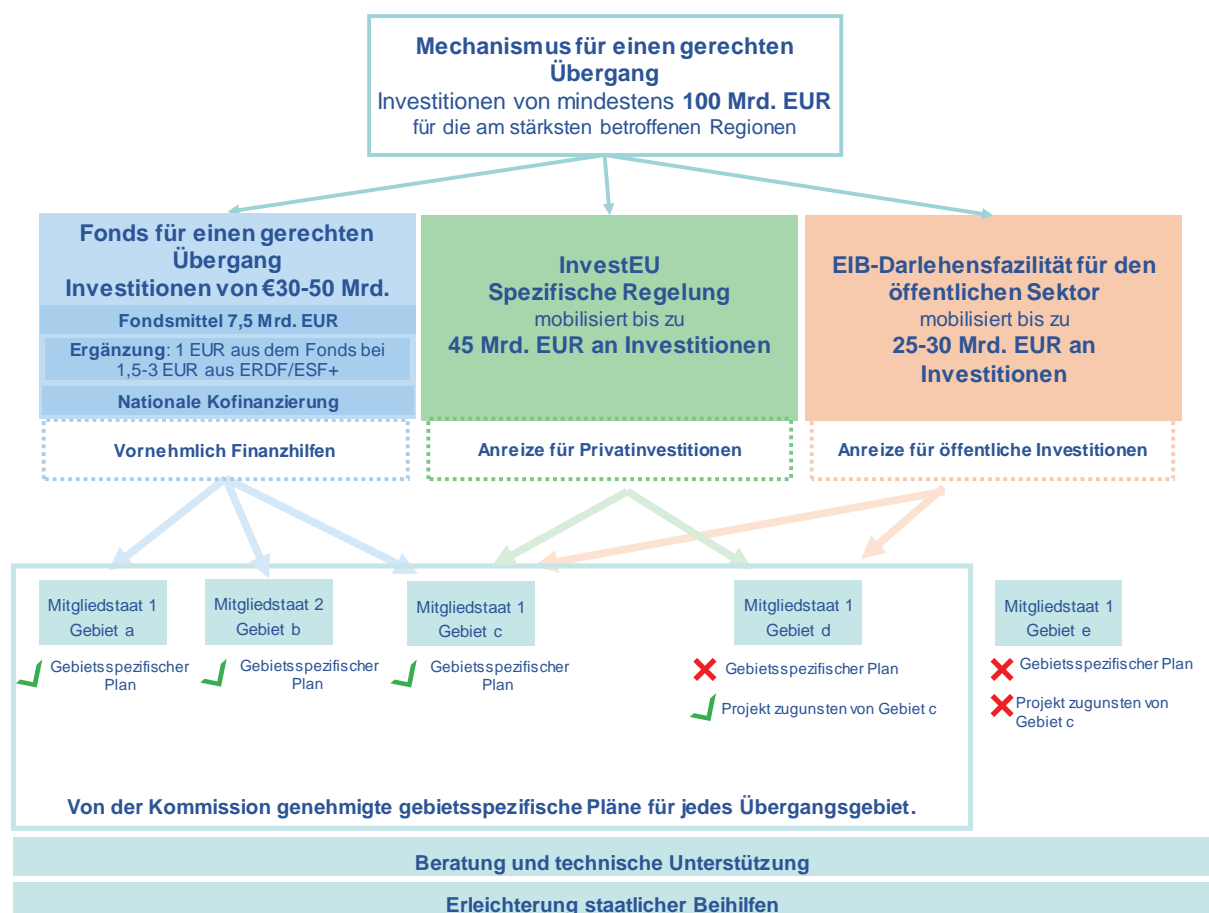 Mechanismus für einen gerechten
Übergang
Investitionen von mindestens 100 Mrd. EUR
für die am stärksten betroffenen Regionen
Fonds für einen gerechten
Übergang
Investitionen von €30-50 Mrd.
Fondsmittel 7,5 Mrd. EUR
Ergänzung: 1 EUR aus dem Fonds bei
1,5-3 EUR aus ERDF/ESF+
Nationale Kofinanzierung
Vornehmlich Finanzhilfen
InvestEU
Spezifische Regelung
mobilisiert bis zu
45 Mrd. EUR an Investitionen
Anreize für Privatinvestitionen
EIB-Darlehensfazilität für den
öffentlichen Sektor
mobilisiert bis zu
25-30 Mrd. EUR an
Investitionen
Anreize für öffentliche Investitionen
Mitgliedstaat 1
Gebiet a
Gebietsspezifischer
Plan
Mitgliedstaat 2
Gebiet b
Gebietsspezifischer
Plan
Mitgliedstaat 1
Gebiet c
Gebietsspezifischer
Plan
Mitgliedstaat 1
Gebiet d
Gebietsspezifischer Plan
Projekt zugunsten von Gebiet c
Mitgliedstaat 1
Gebiet e
Gebietsspezifischer Plan
Projekt zugunsten von
Gebiet c
Von der Kommission genehmigte gebietsspezifische Pläne für jedes Übergangsgebiet.
Beratung und technische Unterstützung
Erleichterung staatlicher Beihilfen